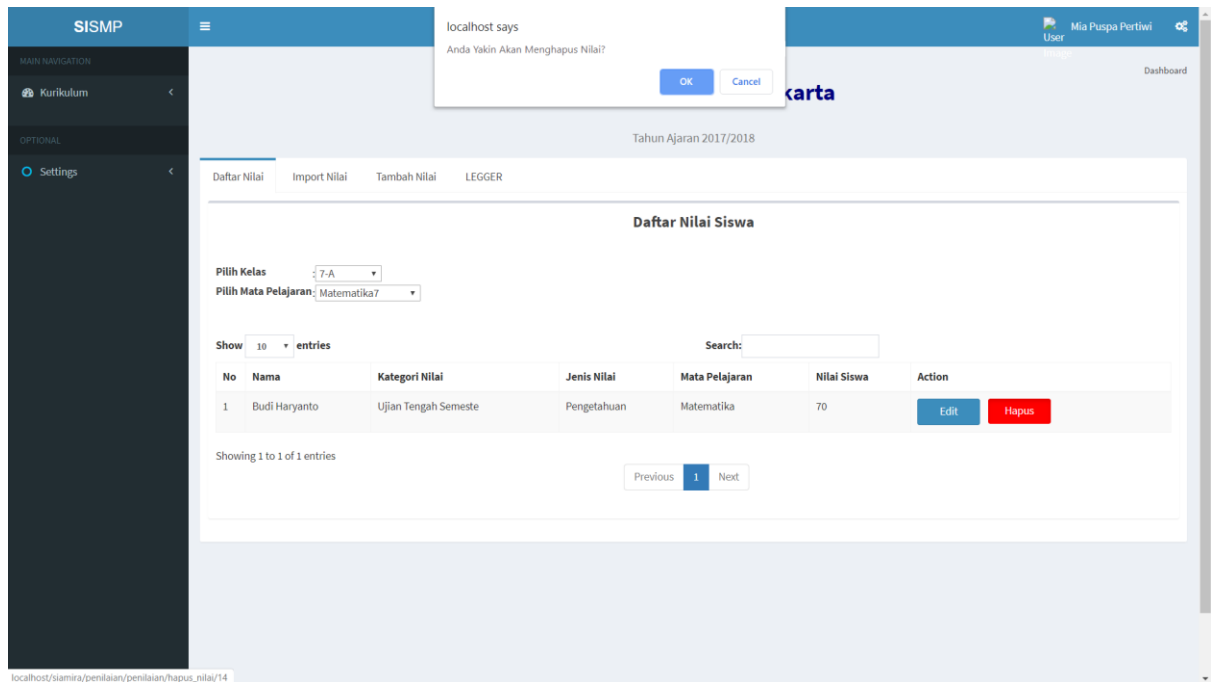 SISMP
localhost says
Anda Yakin Akan Menghapus Nilai?
OK Cancel
User Image
Mia Puspa Pertiwi
MAIN NAVIGATION
Kurikulum
OPTIONAL
Settings
Dashboard
karta
Tahun Ajaran 2017/2018
Daftar Nilai Import Nilai Tambah Nilai LEGGER
Daftar Nilai Siswa
Pilih Kelas : 7-A
Pilih Mata Pelajaran: Matematika7
Show 10 entries Search:
No Nama Kategori Nilai Jenis Nilai Mata Pelajaran Nilai Siswa Action
1 Budi Haryanto Ujian Tengah Semeste Pengetahuan Matematika 70 Edit Hapus
Showing 1 to 1 of 1 entries
Previous 1 Next
localhost/siamira/penilaian/penilaian/hapus_nilai/14